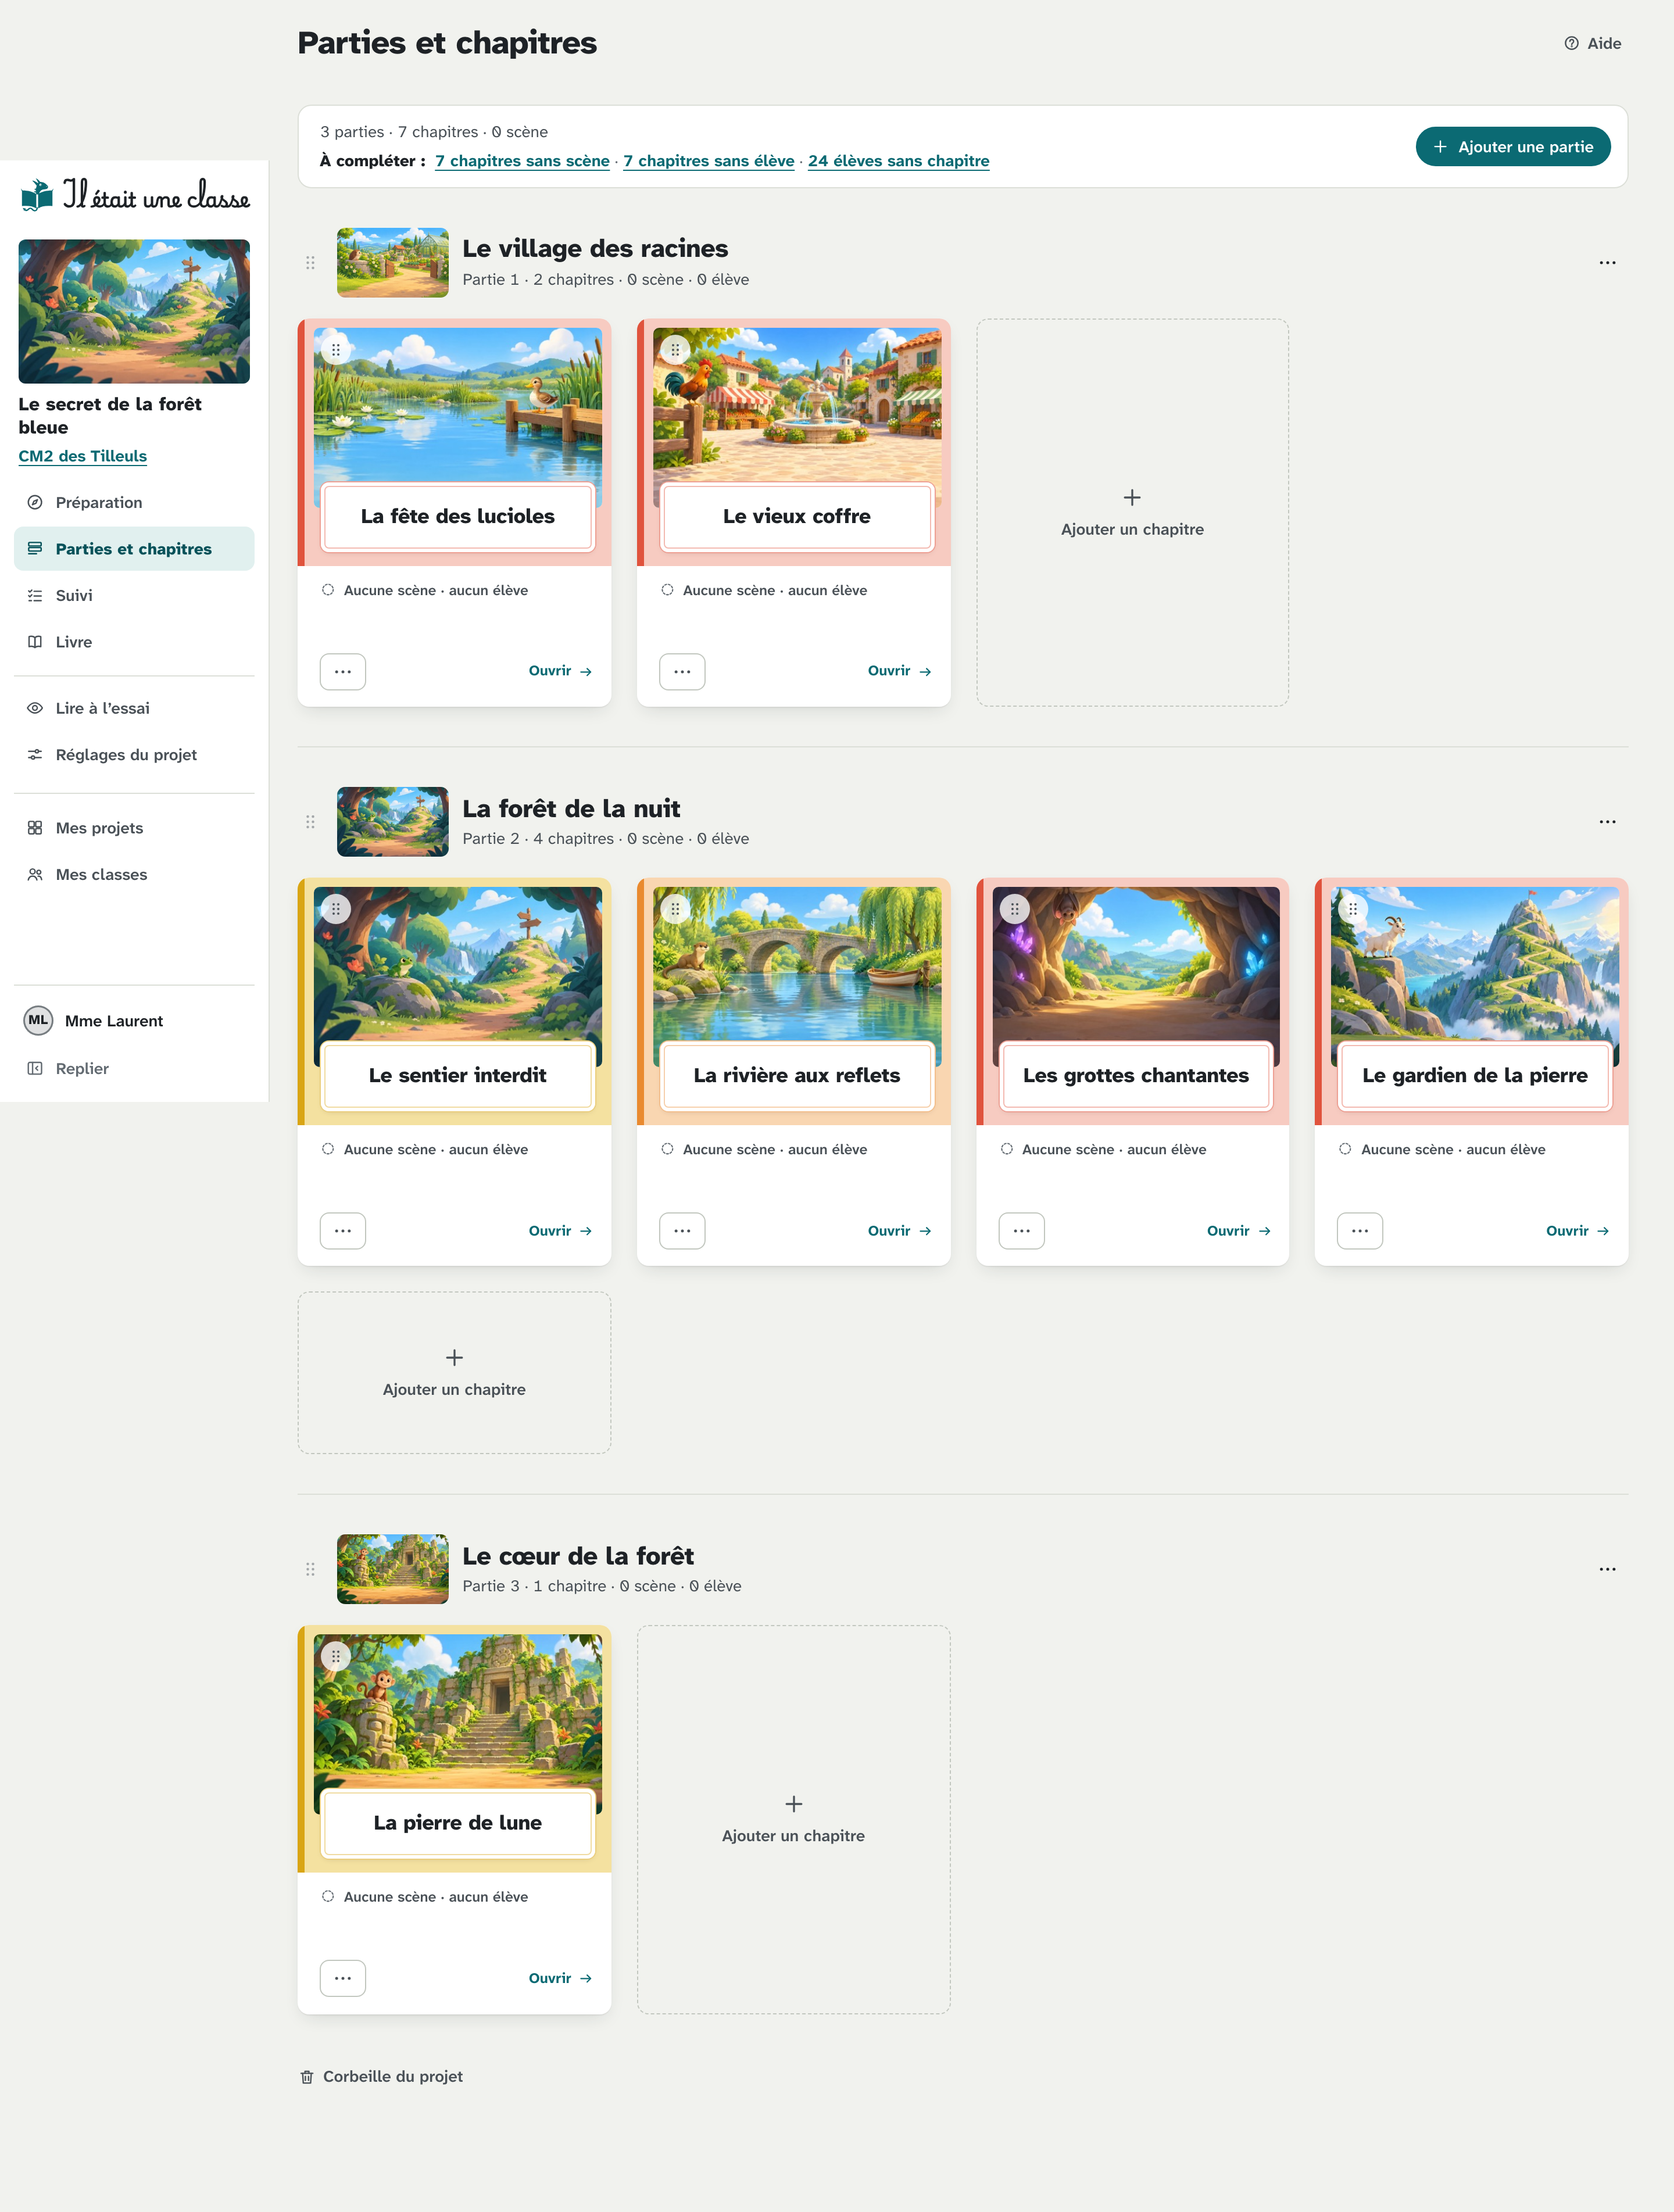 Parties et chapitres
Aide
3 parties · 7 chapitres · 0 scène
À compléter : 7 chapitres sans scène · 7 chapitres sans élève · 24 élèves sans chapitre
Ajouter une partie
Il était une classe
Le secret de la forêt
bleue
CM2 des Tilleuls
Préparation
Parties et chapitres
Suivi
Livre
Lire à l’essai
Réglages du projet
Mes projets
Mes classes
ML
Mme Laurent
Replier
Le village des racines
Partie 1 · 2 chapitres · 0 scène · 0 élève
La fête des lucioles
Aucune scène · aucun élève
Ouvrir
Le vieux coffre
Aucune scène · aucun élève
Ouvrir
Ajouter un chapitre
La forêt de la nuit
Partie 2 · 4 chapitres · 0 scène · 0 élève
Le sentier interdit
Aucune scène · aucun élève
Ouvrir
La rivière aux reflets
Aucune scène · aucun élève
Ouvrir
Les grottes chantantes
Aucune scène · aucun élève
Ouvrir
Le gardien de la pierre
Aucune scène · aucun élève
Ouvrir
Ajouter un chapitre
Le cœur de la forêt
Partie 3 · 1 chapitre · 0 scène · 0 élève
La pierre de lune
Aucune scène · aucun élève
Ouvrir
Ajouter un chapitre
Corbeille du projet